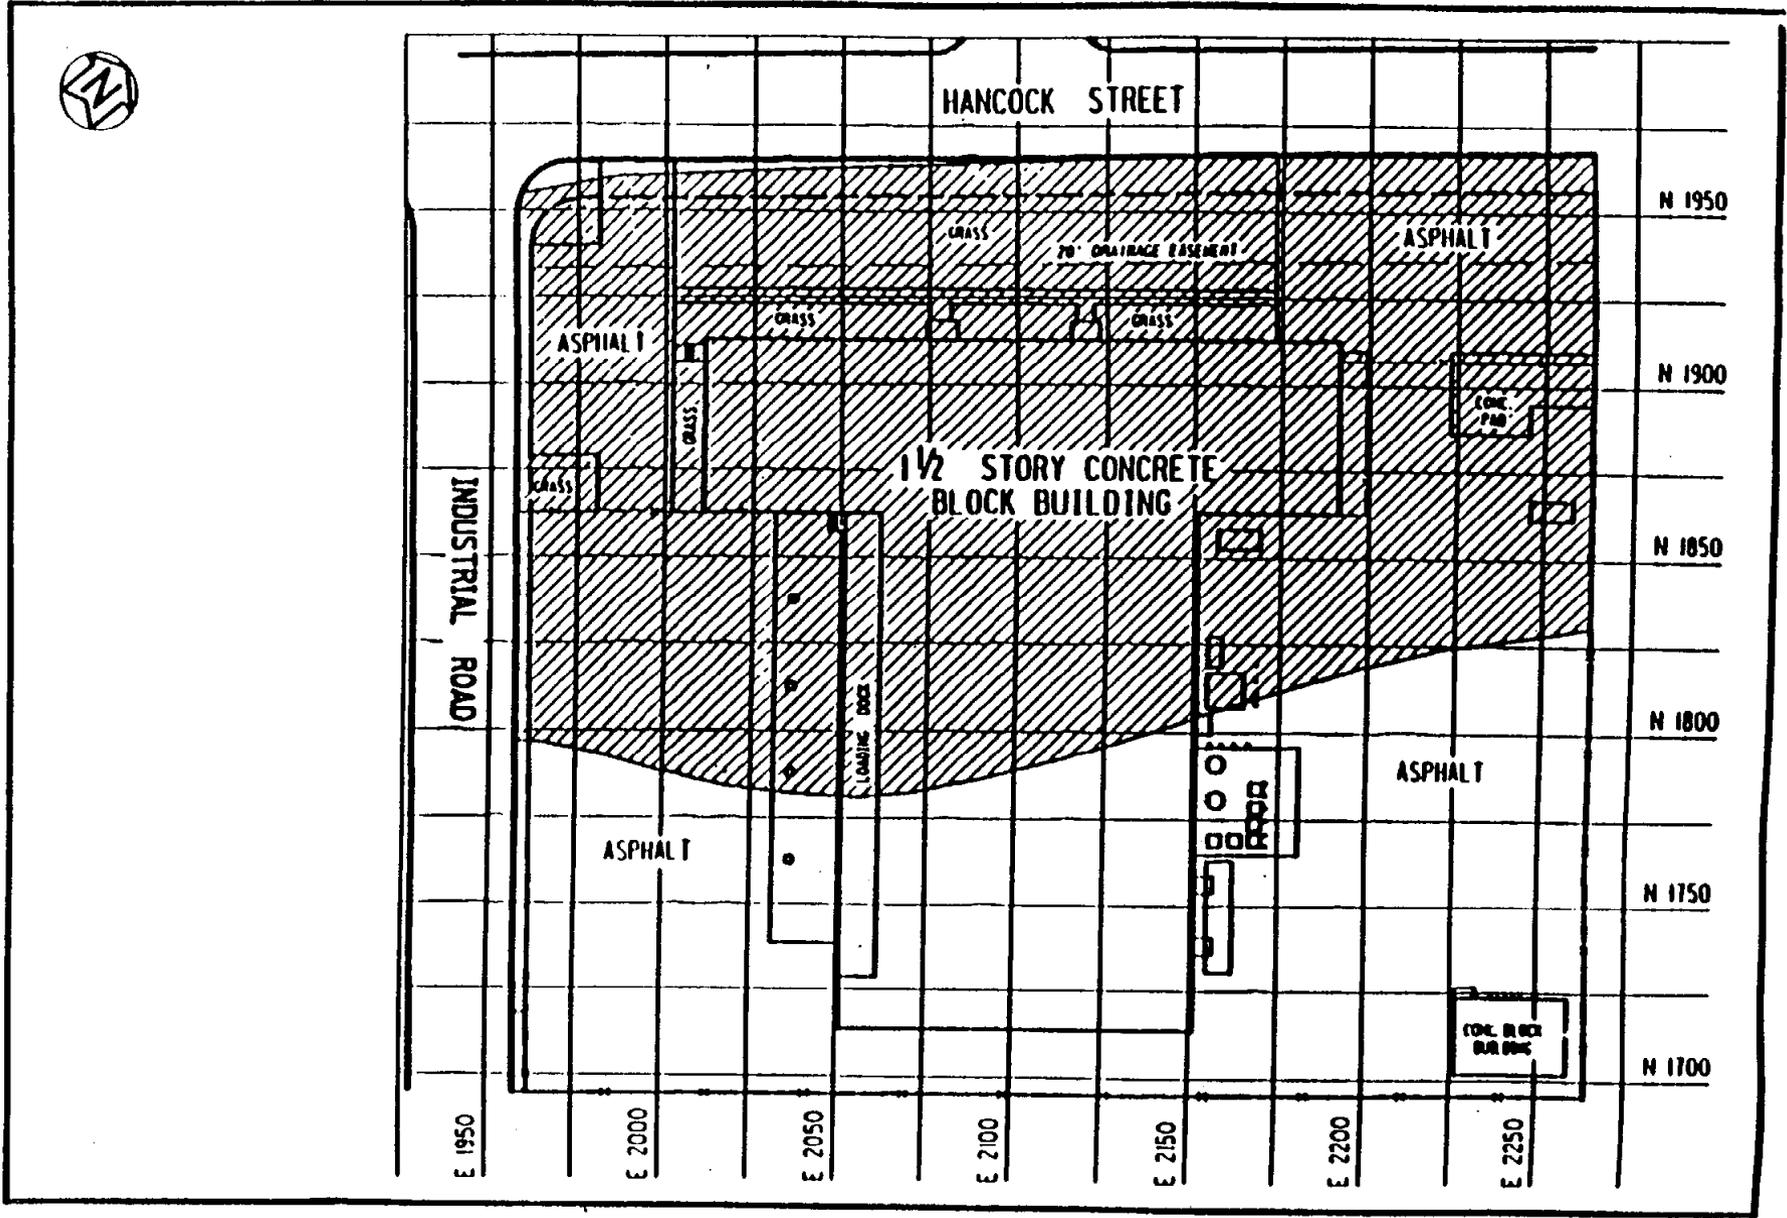 N
HANCOCK STREET
N 1950
GRASS
ASPHALT
20' DRAINAGE EASEMENT
GRASS
GRASS
ASPHALT
N 1900
CONC.
PAD
GRASS
1 1/2 STORY CONCRETE
BLOCK BUILDING
GRASS
INDUSTRIAL ROAD
N 1850
LOADING DOCK
N 1800
ASPHALT
ASPHALT
N 1750
CONC. BLOCK
BUILDING
N 1700
E 1950
E 2000
E 2050
E 2100
E 2150
E 2200
E 2250